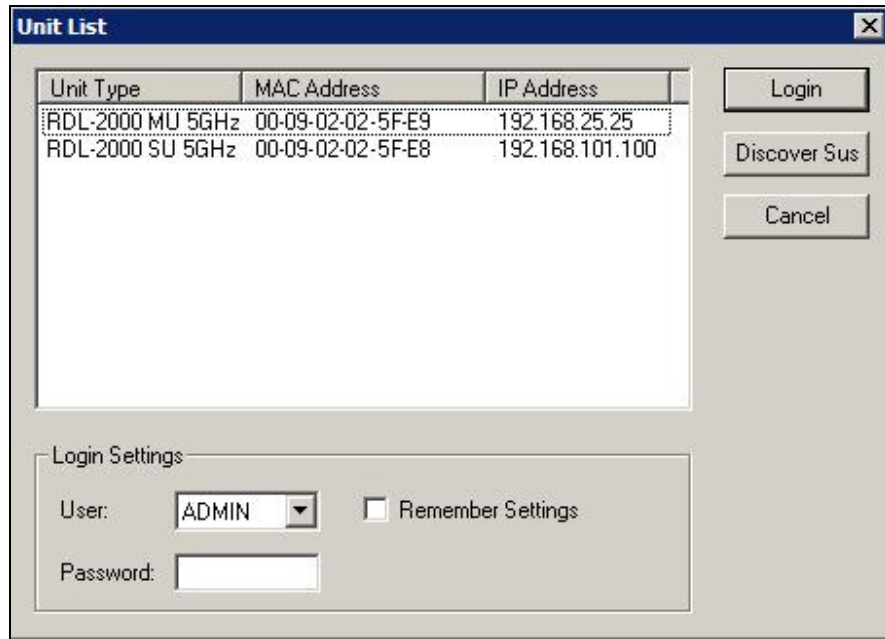 Unit List
Unit Type MAC Address IP Address
RDL-2000 MU 5GHz 00-09-02-02-5F-E9 192.168.25.25
RDL-2000 SU 5GHz 00-09-02-02-5F-E8 192.168.101.100
Login
Discover Sus
Cancel
Login Settings
User: ADMIN Remember Settings
Password: